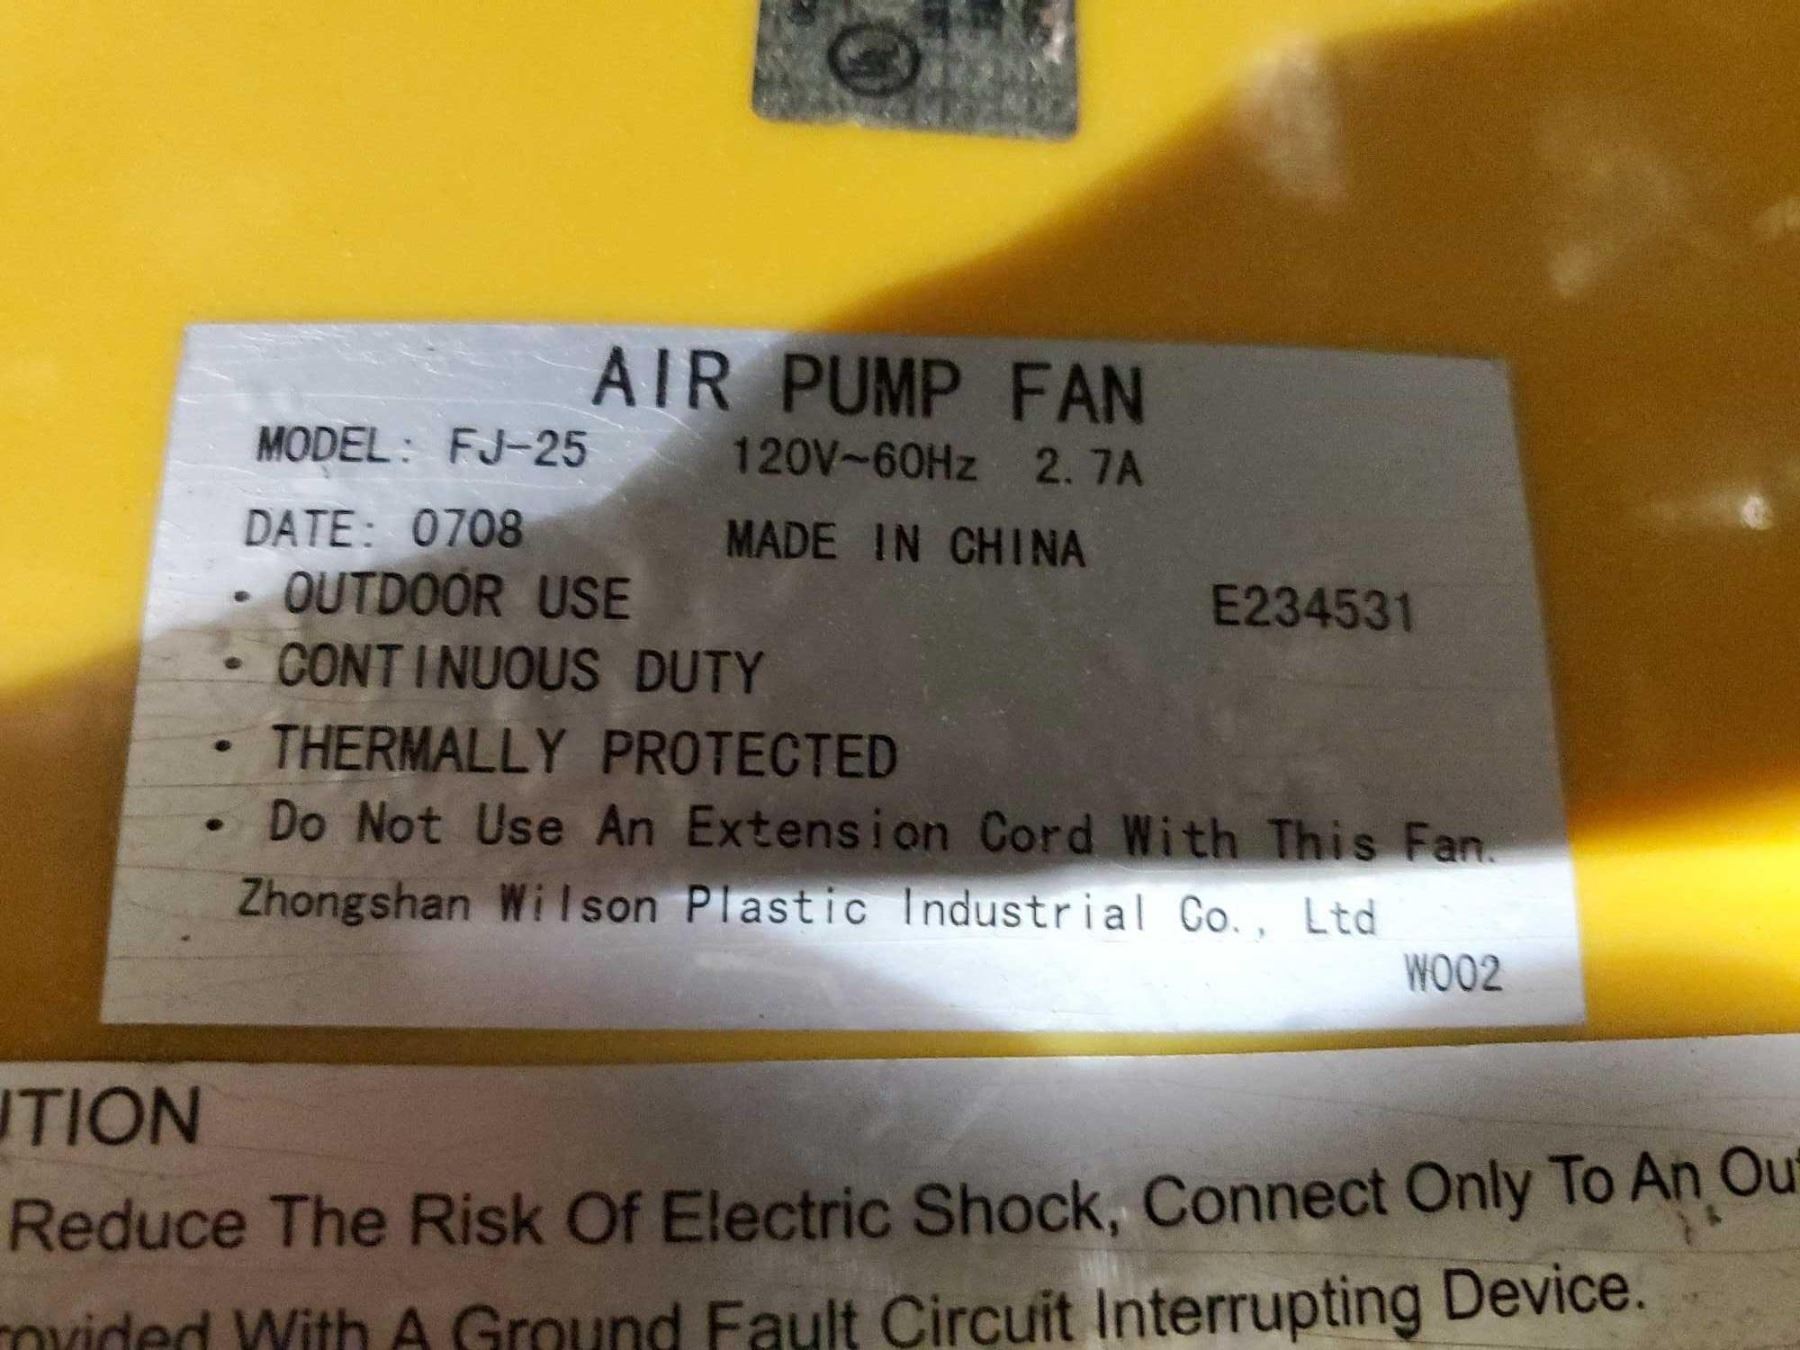 AIR PUMP FAN
MODEL: FJ-25 120V~60Hz 2.7A
DATE: 0708 MADE IN CHINA
• OUTDOOR USE
E234531
• CONTINUOUS DUTY
• THERMALLY PROTECTED
• Do Not Use An Extension Cord With This Fan.
Zhongshan Wilson Plastic Industrial Co., Ltd
W002
UTION
Reduce The Risk Of Electric Shock, Connect Only To An Out
rovided With A Ground Fault Circuit Interrupting Device.